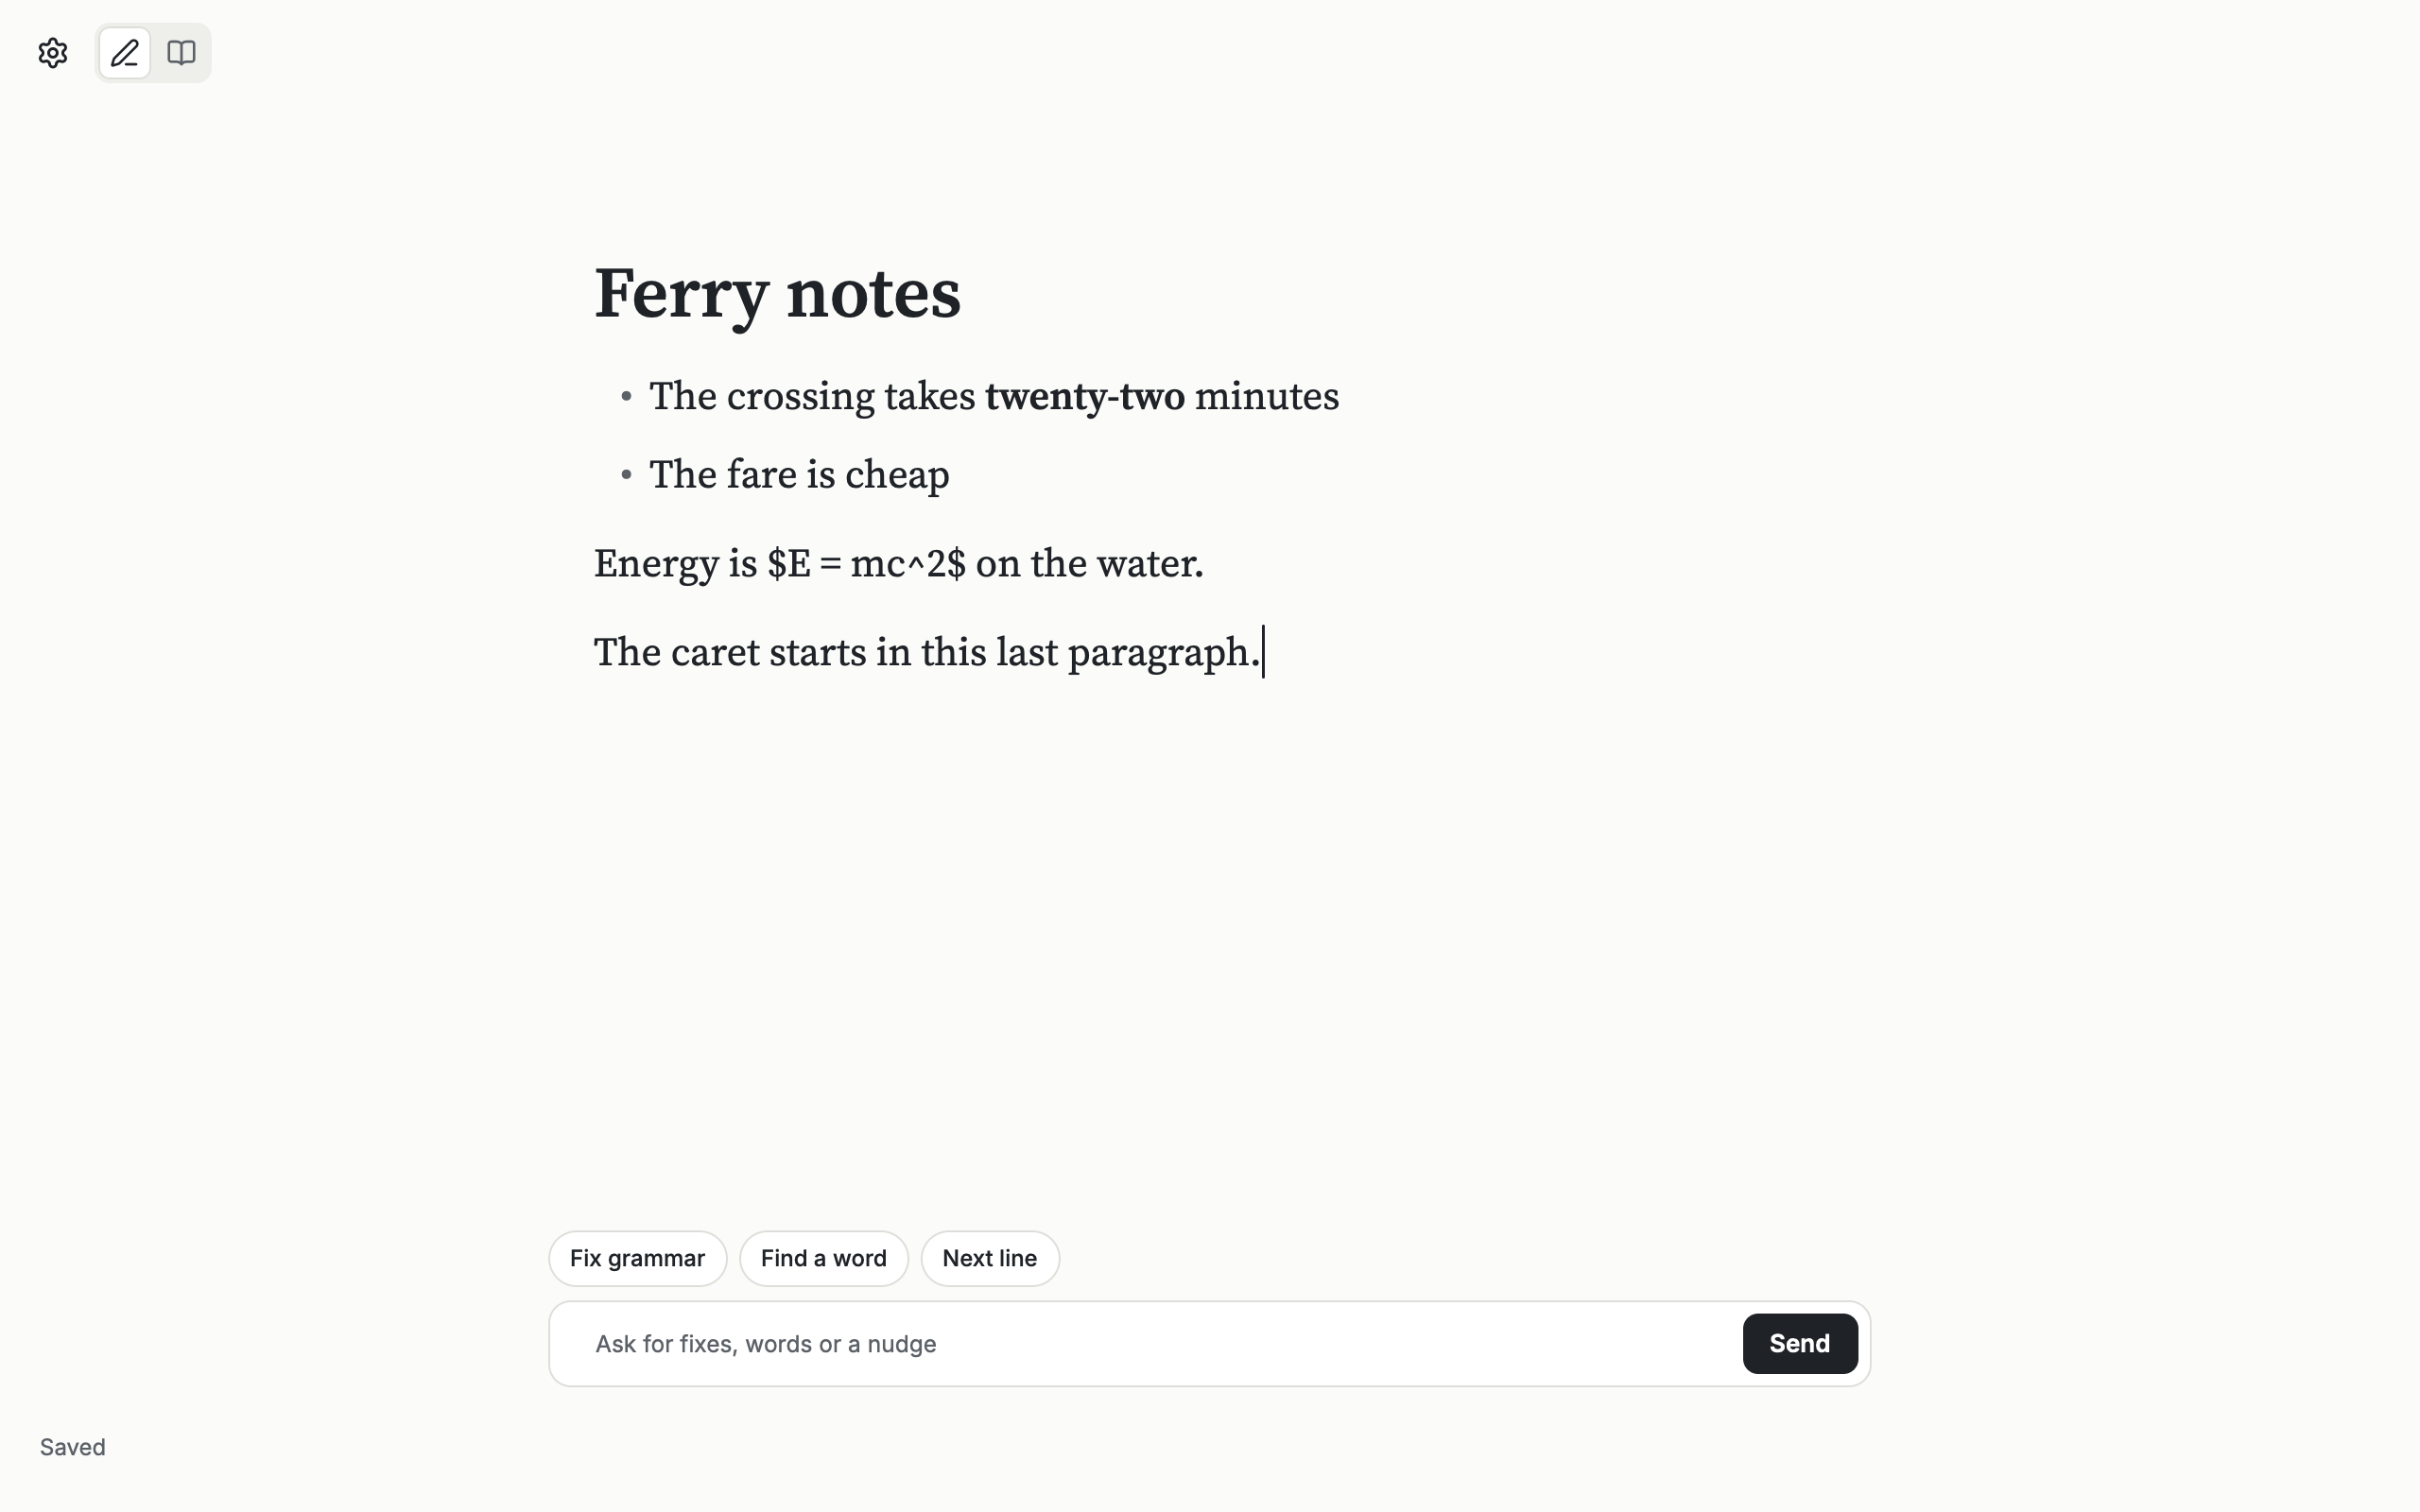 Ferry notes
• The crossing takes twenty-two minutes
• The fare is cheap
Energy is $E = mc^2$ on the water.
The caret starts in this last paragraph.
Fix grammar
Find a word
Next line
Ask for fixes, words or a nudge
Send
Saved